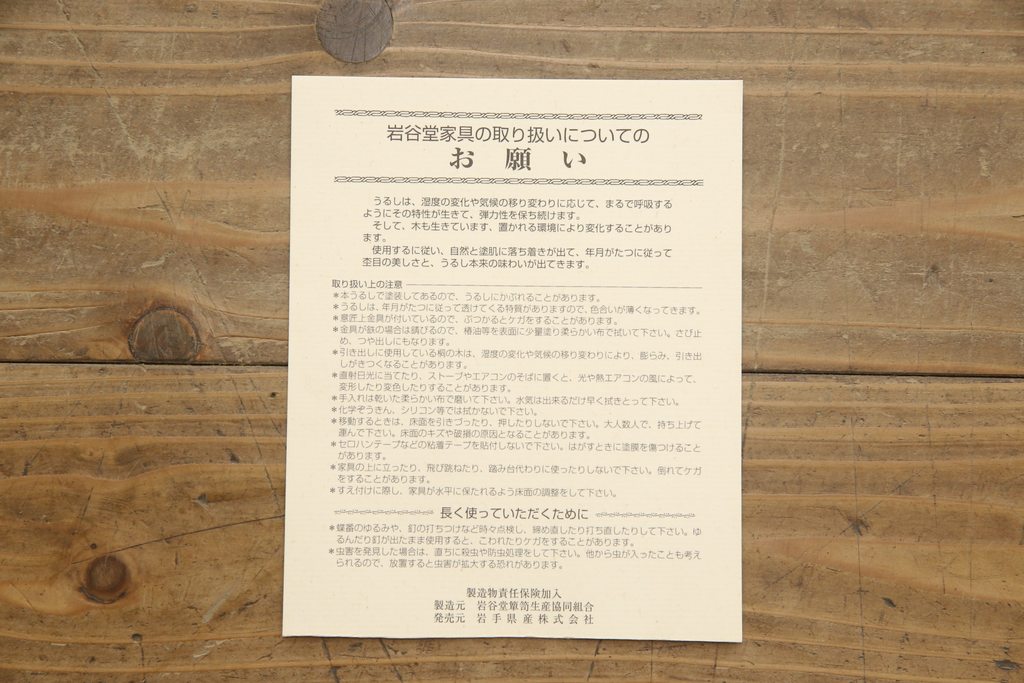 岩谷堂家具の取り扱いについての
お願い
うるしは、湿度の変化や気候の移り変わりに応じて、まるで呼吸する
ようにその特性が生きて、弾力性を保ち続けます。
そして、木も生きています、置かれる環境により変化することがあり
ます。
使用するに従い、自然と塗肌に落ち着きが出て、年月がたつに従って
杢目の美しさと、うるし本来の味わいが出てきます。
取り扱い上の注意
＊本うるしで塗装してあるので、うるしにかぶれることがあります。
＊うるしは、年月がたつに従って透けてくる特質がありますので、色合いが薄くなってきます。
＊意匠上金具が付いているので、ぶつかるとケガをすることがあります。
＊金具が鉄の場合は錆びるので、椿油等を表面に少量塗り柔らかい布で拭いて下さい。さび止
め、つや出しにもなります。
＊引き出しに使用している桐の木は、湿度の変化や気候の移り変わりにより、膨らみ、引き出
しがきつくなることがあります。
＊直射日光に当てたり、ストーブやエアコンのそばに置くと、光や熱エアコンの風によって、
変形したり変色したりすることがあります。
＊手入れは乾いた柔らかい布で磨いて下さい。水気は出来るだけ早く拭きとって下さい。
＊化学ぞうきん、シリコン等では拭かないで下さい。
＊移動するときは、床面を引きづったり、押したりしないで下さい。大人数人で、持ち上げて
運んで下さい。床面のキズや破損の原因となることがあります。
＊セロハンテープなどの粘着テープを貼付しないで下さい。はがすときに塗膜を傷つけること
があります。
＊家具の上に立ったり、飛び跳ねたり、踏み台代わりに使ったりしないで下さい。倒れてケガ
をすることがあります。
＊すえ付けに際し、家具が水平に保たれるよう床面の調整をして下さい。
長く使っていただくために
＊蝶番のゆるみや、釘の打ちつけなど時々点検し、締め直したり打ち直したりして下さい。ゆ
るんだり釘が出たまま使用すると、こわれたりケガをすることがあります。
＊虫害を発見した場合は、直ちに殺虫や防虫処理をして下さい。他から虫が入ったことも考え
られるので、放置すると虫害が拡大する恐れがあります。
製造物責任保険加入
製造元 岩谷堂箪笥生産協同組合
発売元 岩手県産株式会社